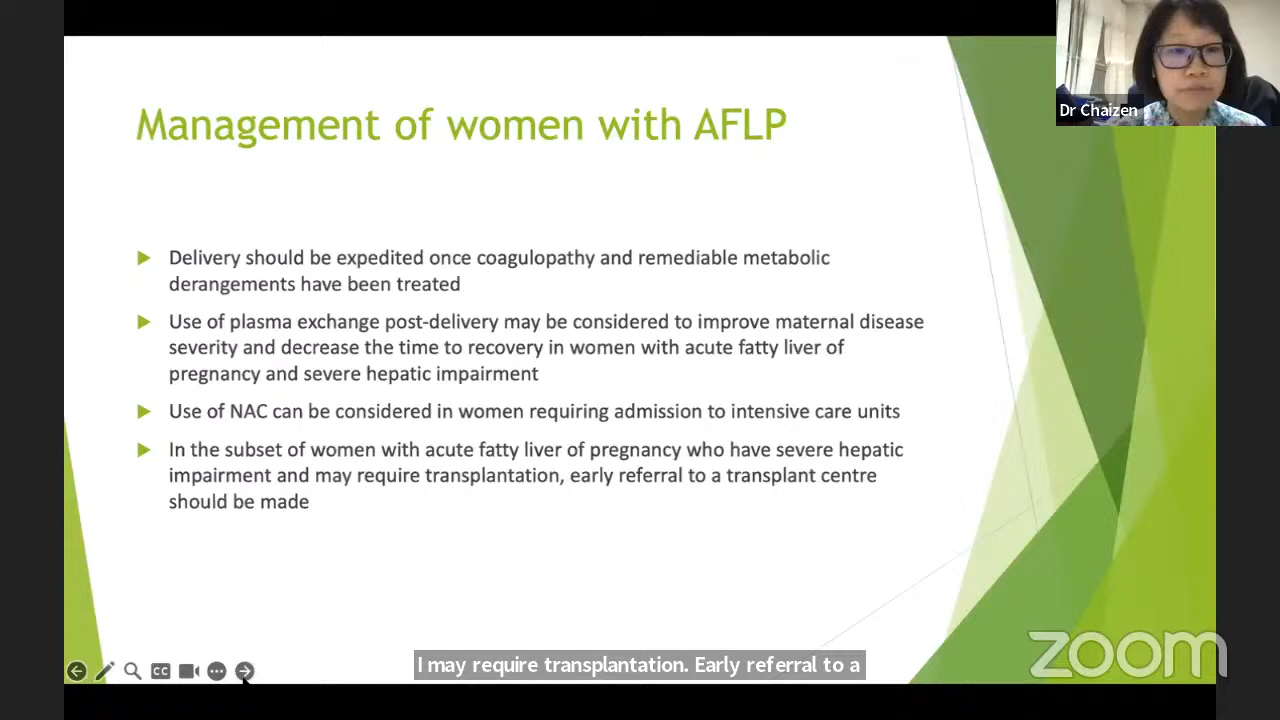 Dr Chaizen
Management of women with AFLP
Delivery should be expedited once coagulopathy and remediable metabolic
derangements have been treated
Use of plasma exchange post-delivery may be considered to improve maternal disease
severity and decrease the time to recovery in women with acute fatty liver of
pregnancy and severe hepatic impairment
Use of NAC can be considered in women requiring admission to intensive care units
In the subset of women with acute fatty liver of pregnancy who have severe hepatic
impairment and may require transplantation, early referral to a transplant centre
should be made
CC
I may require transplantation. Early referral to a
zoom